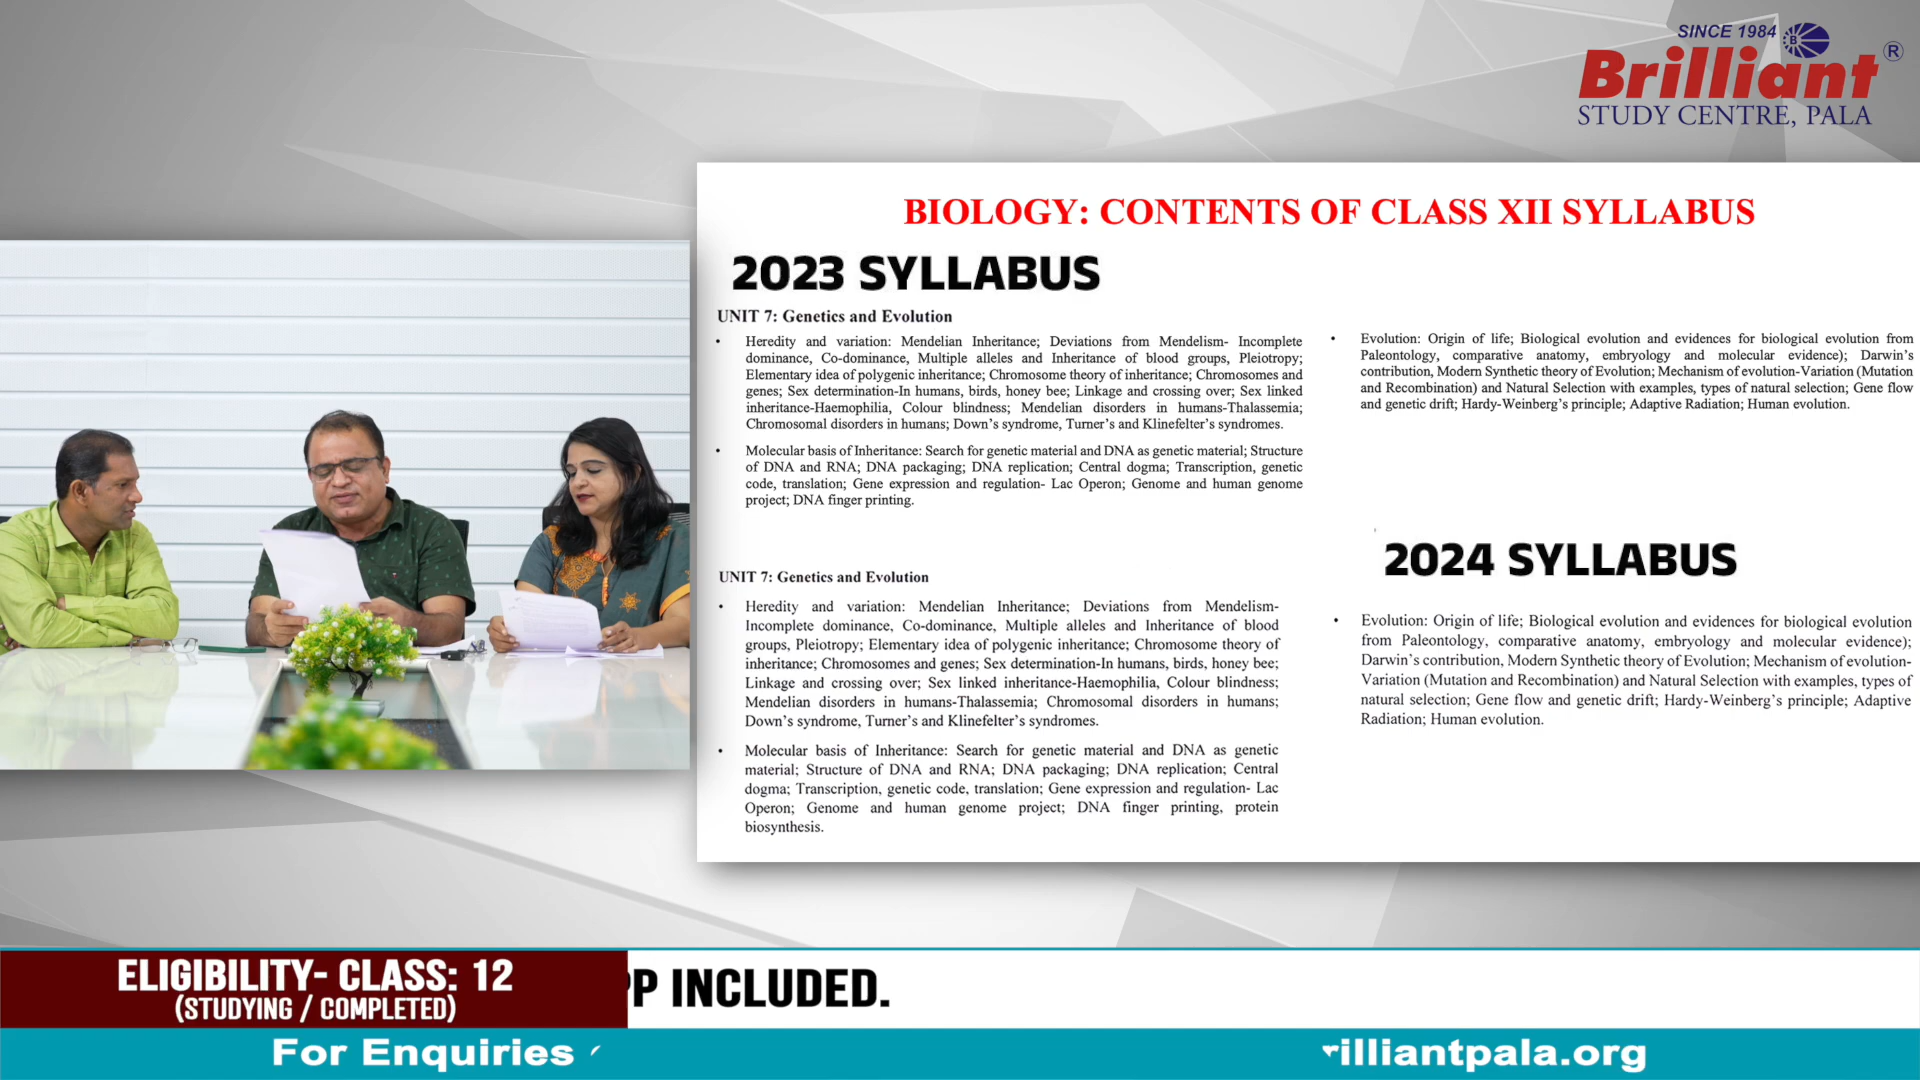 SINCE 1984
Brilliant®
STUDY CENTRE, PALA
BIOLOGY: CONTENTS OF CLASS XII SYLLABUS
2023 SYLLABUS
UNIT 7: Genetics and Evolution
• Heredity and variation: Mendelian Inheritance; Deviations from Mendelism- Incomplete
dominance, Co-dominance, Multiple alleles and Inheritance of blood groups, Pleiotropy;
Elementary idea of polygenic inheritance; Chromosome theory of inheritance; Chromosomes and
genes; Sex determination-In humans, birds, honey bee; Linkage and crossing over; Sex linked
inheritance-Haemophilia, Colour blindness; Mendelian disorders in humans-Thalassemia;
Chromosomal disorders in humans; Down's syndrome, Turner's and Klinefelter's syndromes.
• Molecular basis of Inheritance: Search for genetic material and DNA as genetic material; Structure
of DNA and RNA; DNA packaging; DNA replication; Central dogma; Transcription, genetic
code, translation; Gene expression and regulation- Lac Operon; Genome and human genome
project; DNA finger printing.
• Evolution: Origin of life; Biological evolution and evidences for biological evolution from
Paleontology, comparative anatomy, embryology and molecular evidence); Darwin's
contribution, Modern Synthetic theory of Evolution; Mechanism of evolution-Variation (Mutation
and Recombination) and Natural Selection with examples, types of natural selection; Gene flow
and genetic drift; Hardy-Weinberg's principle; Adaptive Radiation; Human evolution.
2024 SYLLABUS
UNIT 7: Genetics and Evolution
• Heredity and variation: Mendelian Inheritance; Deviations from Mendelism-
Incomplete dominance, Co-dominance, Multiple alleles and Inheritance of blood
groups, Pleiotropy; Elementary idea of polygenic inheritance; Chromosome theory of
inheritance; Chromosomes and genes; Sex determination-In humans, birds, honey bee;
Linkage and crossing over; Sex linked inheritance-Haemophilia, Colour blindness;
Mendelian disorders in humans-Thalassemia; Chromosomal disorders in humans;
Down's syndrome, Turner's and Klinefelter's syndromes.
• Molecular basis of Inheritance: Search for genetic material and DNA as genetic
material; Structure of DNA and RNA; DNA packaging; DNA replication; Central
dogma; Transcription, genetic code, translation; Gene expression and regulation- Lac
Operon; Genome and human genome project; DNA finger printing, protein
biosynthesis.
• Evolution: Origin of life; Biological evolution and evidences for biological evolution
from Paleontology, comparative anatomy, embryology and molecular evidence);
Darwin's contribution, Modern Synthetic theory of Evolution; Mechanism of evolution-
Variation (Mutation and Recombination) and Natural Selection with examples, types of
natural selection; Gene flow and genetic drift; Hardy-Weinberg's principle; Adaptive
Radiation; Human evolution.
ELIGIBILITY- CLASS: 12
(STUDYING / COMPLETED)
PP INCLUDED.
For Enquiries
rilliantpala.org